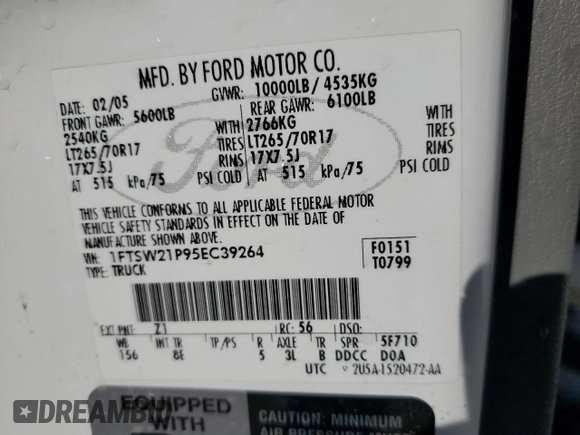 MFD. BY FORD MOTOR CO.
DATE: 02/05 GVWR: 10000LB/ 4535KG
FRONT GAWR: 5600LB REAR GAWR: 6100LB
2540KG WITH 2766KG WITH
LT265/70R17 TIRES LT265/70R17 TIRES
17X7.5J RIMS 17X7.5J RIMS
AT 515 kPa/75 PSI COLD AT 515 kPa/75 PSI COLD
Ford
THIS VEHICLE CONFORMS TO ALL APPLICABLE FEDERAL MOTOR
VEHICLE SAFETY STANDARDS IN EFFECT ON THE DATE OF
MANUFACTURE SHOWN ABOVE.
VIN: 1FTSW21P95EC39264 F0151
TYPE: TRUCK T0799
EXT PNT: Z1 RC: 56 DSO:
WB INT TR TP/PS R AXLE TR SPR 5F710
156 8E 5 3L B DDCC D0A
UTC 2U5A-1520472-AA
EQUIPPED
WITH
CAUTION: MINIMUM
DREAMBID